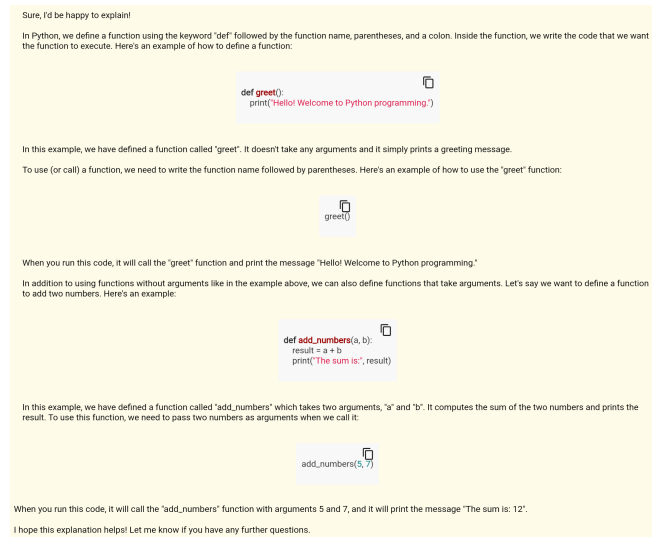 Sure, I'd be happy to explain!
In Python, we define a function using the keyword "def" followed by the function name, parentheses, and a colon. Inside the function, we write the code that we want
the function to execute. Here's an example of how to define a function:
def greet():
    print("Hello! Welcome to Python programming.")
In this example, we have defined a function called "greet". It doesn't take any arguments and it simply prints a greeting message.
To use (or call) a function, we need to write the function name followed by parentheses. Here's an example of how to use the "greet" function:
greet()
When you run this code, it will call the "greet" function and print the message "Hello! Welcome to Python programming."
In addition to using functions without arguments like in the example above, we can also define functions that take arguments. Let's say we want to define a function
to add two numbers. Here's an example:
def add_numbers(a, b):
    result = a + b
    print("The sum is:", result)
In this example, we have defined a function called "add_numbers" which takes two arguments, "a" and "b". It computes the sum of the two numbers and prints the
result. To use this function, we need to pass two numbers as arguments when we call it:
add_numbers(5, 7)
When you run this code, it will call the "add_numbers" function with arguments 5 and 7, and it will print the message "The sum is: 12".
I hope this explanation helps! Let me know if you have any further questions.